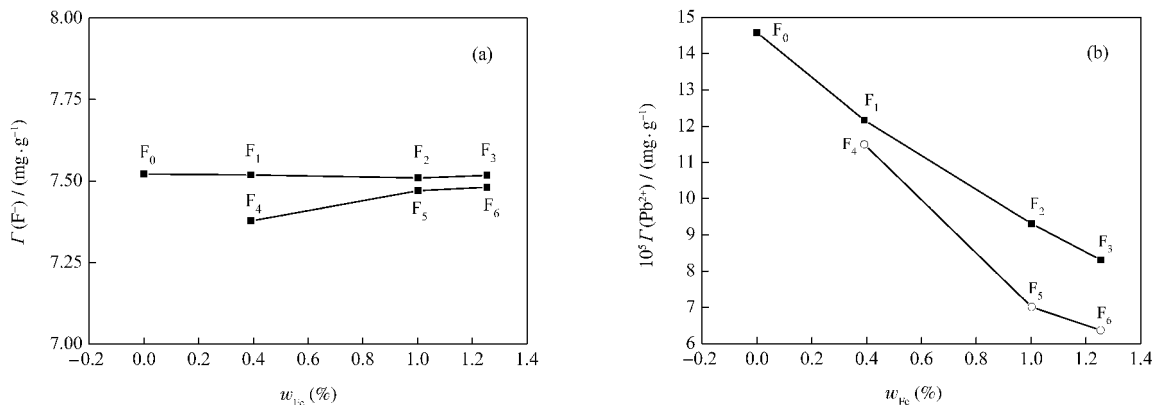 8.00
7.75
7.50
7.25
7.00
Γ(F⁻) / (mg·g⁻¹)
(a)
F₀
F₁
F₂
F₃
F₄
F₅
F₆
−0.2 0.0 0.2 0.4 0.6 0.8 1.0 1.2 1.4
w_Fe (%)
15
14
13
12
11
10
9
8
7
6
10⁵ Γ(Pb²⁺) / (mg·g⁻¹)
(b)
F₀
F₁
F₄
F₂
F₃
F₅
F₆
−0.2 0.0 0.2 0.4 0.6 0.8 1.0 1.2 1.4
w_Fe (%)